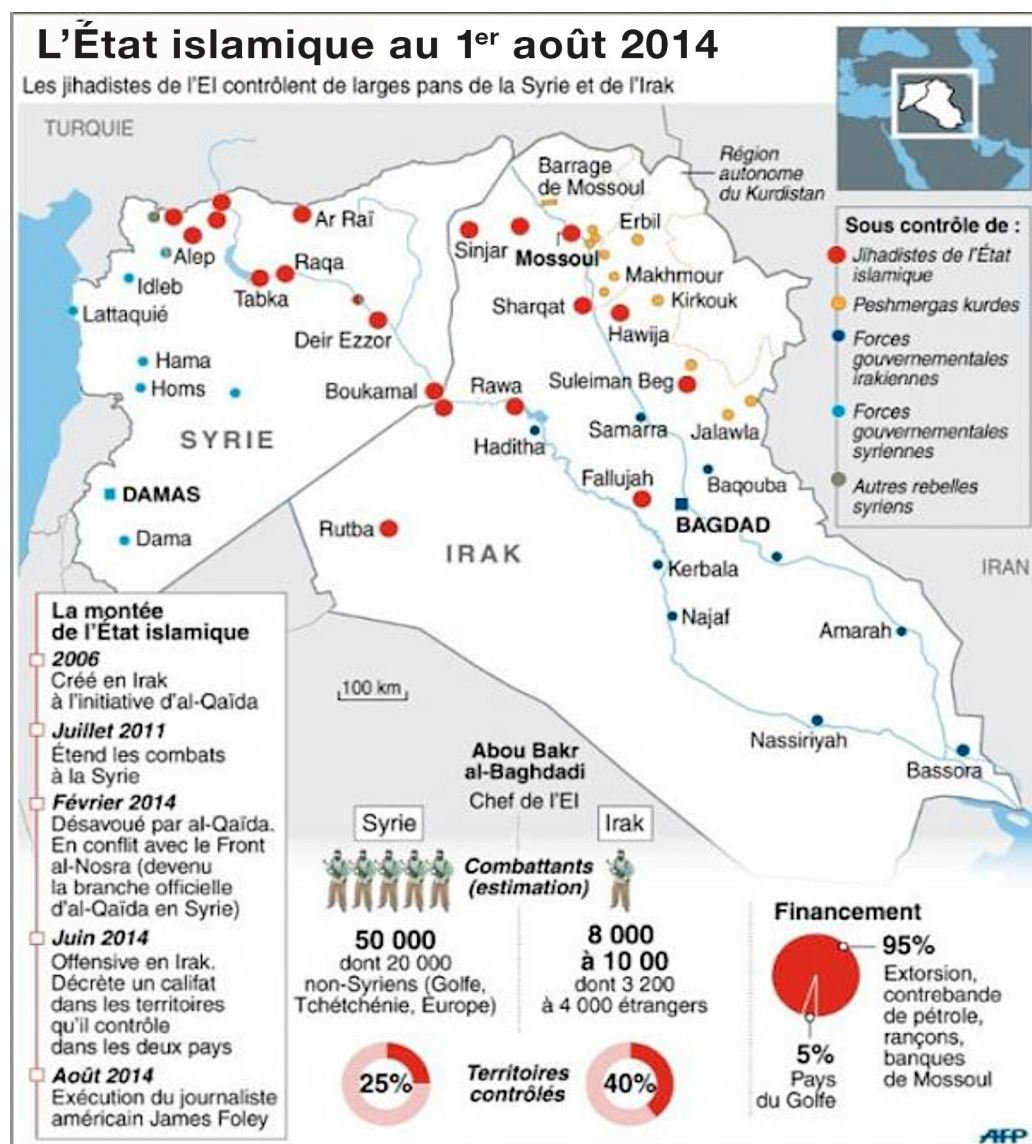 L'État islamique au 1er août 2014
Les jihadistes de l'EI contrôlent de larges pans de la Syrie et de l'Irak
TURQUIE
Barrage
de Mossoul
Région
autonome
du Kurdistan
Ar Raï
Alep
Raqa
Tabka
Idleb
Lattaquié
Deir Ezzor
Hama
Homs
Boukamal
SYRIE
DAMAS
Dama
Sinjar
Mossoul
Erbil
Makhmour
Sharqat
Kirkouk
Hawija
Suleiman Beg
Rawa
Haditha
Samarra
Jalawla
Fallujah
Baqouba
BAGDAD
Rutba
IRAK
Kerbala
Najaf
Amarah
Nassiriyah
Bassora
IRAN
100 km
Sous contrôle de :
Jihadistes de l'État
islamique
Peshmergas kurdes
Forces
gouvernementales
irakiennes
Forces
gouvernementales
syriennes
Autres rebelles
syriens
La montée
de l'État islamique
2006
Créé en Irak
à l'initiative d'al-Qaïda
Juillet 2011
Étend les combats
à la Syrie
Février 2014
Désavoué par al-Qaïda.
En conflit avec le Front
al-Nosra (devenu
la branche officielle
d'al-Qaïda en Syrie)
Juin 2014
Offensive en Irak.
Décrète un califat
dans les territoires
qu'il contrôle
dans les deux pays
Août 2014
Exécution du journaliste
américain James Foley
Abou Bakr
al-Baghdadi
Chef de l'EI
Syrie
Irak
Combattants
(estimation)
50 000
dont 20 000
non-Syriens (Golfe,
Tchétchénie, Europe)
8 000
à 10 00
dont 3 200
à 4 000 étrangers
25%
Territoires
contrôlés
40%
Financement
95%
Extorsion,
contrebande
de pétrole,
rançons,
banques
de Mossoul
5%
Pays
du Golfe
AFP